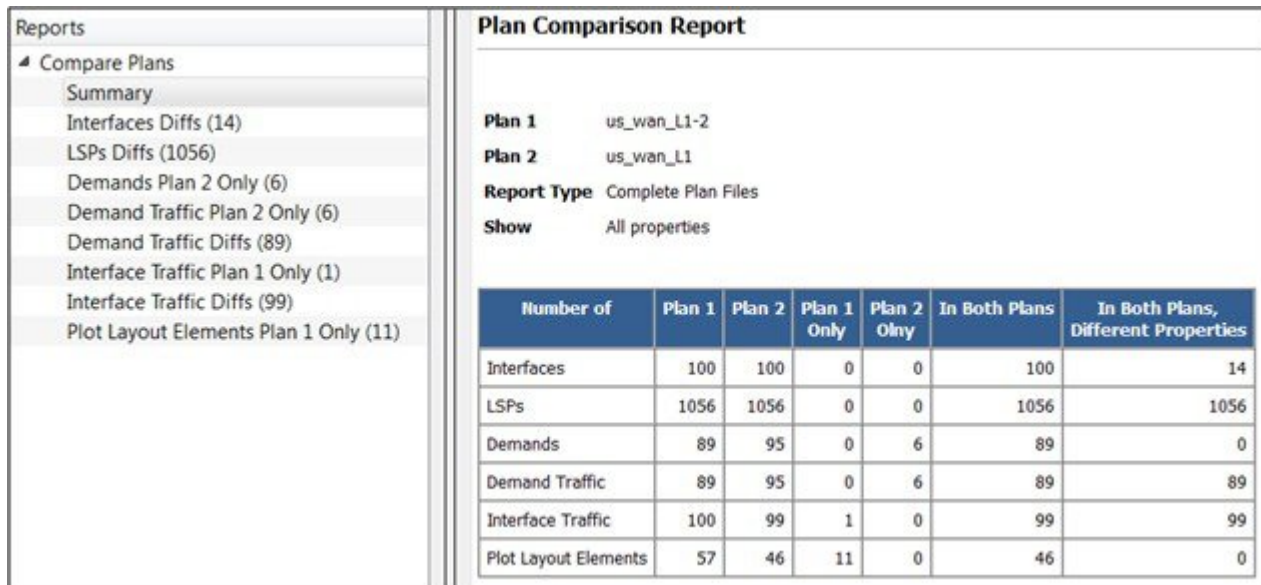 Reports
Compare Plans
Summary
Interfaces Diffs (14)
LSPs Diffs (1056)
Demands Plan 2 Only (6)
Demand Traffic Plan 2 Only (6)
Demand Traffic Diffs (89)
Interface Traffic Plan 1 Only (1)
Interface Traffic Diffs (99)
Plot Layout Elements Plan 1 Only (11)
Plan Comparison Report
Plan 1 us_wan_L1-2
Plan 2 us_wan_L1
Report Type Complete Plan Files
Show All properties
Number of Plan 1 Plan 2 Plan 1 Only Plan 2 Olny In Both Plans In Both Plans, Different Properties
Interfaces 100 100 0 0 100 14
LSPs 1056 1056 0 0 1056 1056
Demands 89 95 0 6 89 0
Demand Traffic 89 95 0 6 89 89
Interface Traffic 100 99 1 0 99 99
Plot Layout Elements 57 46 11 0 46 0